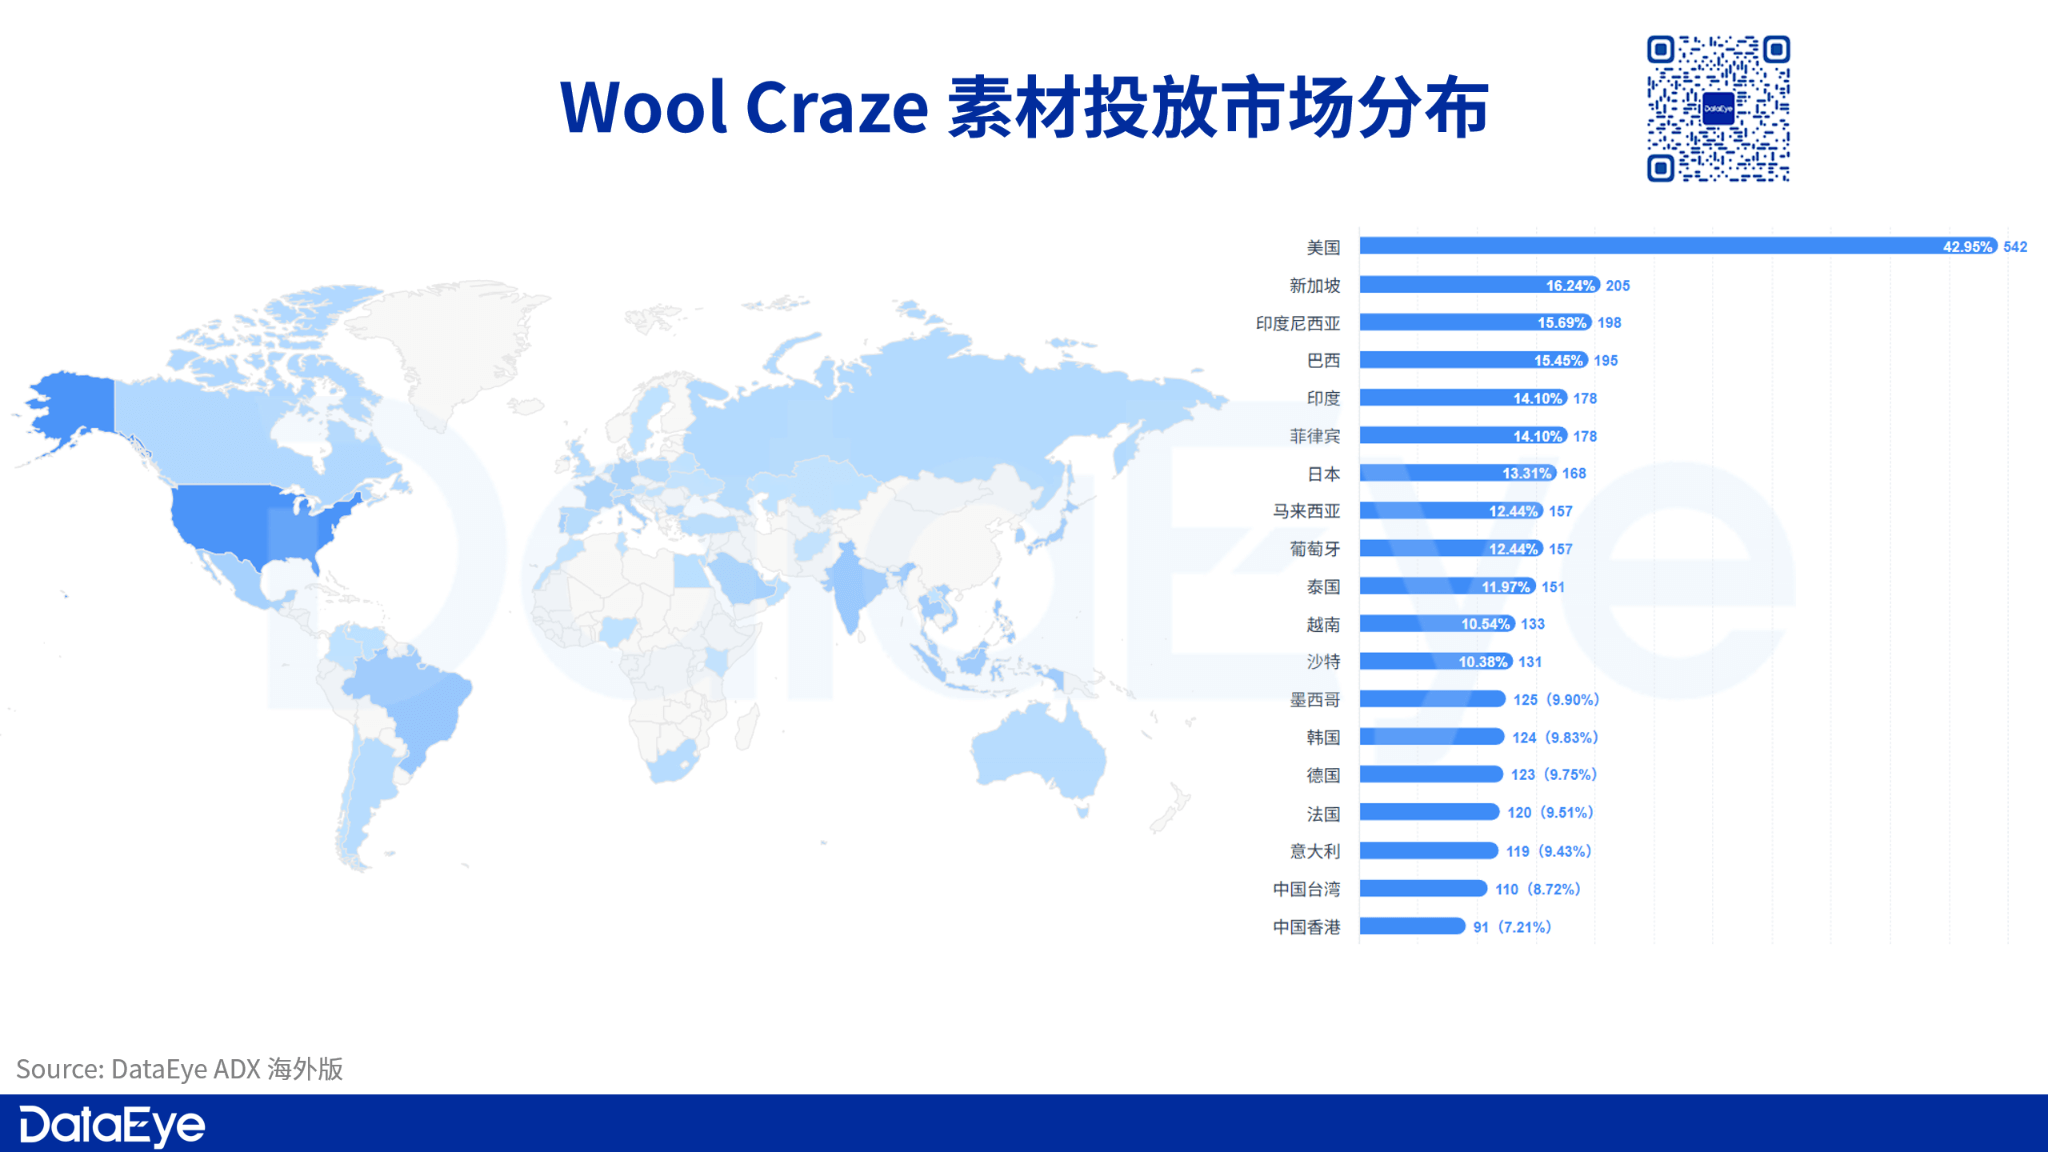 Wool Craze 素材投放市场分布
DataEye
美国 42.95% 542
新加坡 16.24% 205
印度尼西亚 15.69% 198
巴西 15.45% 195
印度 14.10% 178
菲律宾 14.10% 178
日本 13.31% 168
马来西亚 12.44% 157
葡萄牙 12.44% 157
泰国 11.97% 151
越南 10.54% 133
沙特 10.38% 131
墨西哥 125（9.90%）
韩国 124（9.83%）
德国 123（9.75%）
法国 120（9.51%）
意大利 119（9.43%）
中国台湾 110（8.72%）
中国香港 91（7.21%）
DataEye
Source: DataEye ADX 海外版
DataEye